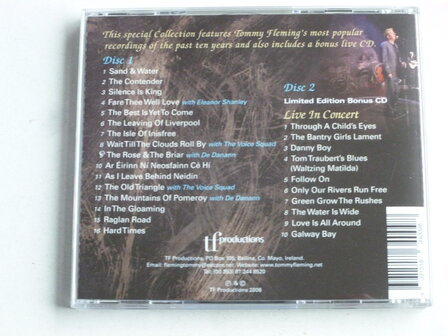 This special Collection features Tommy Fleming's most popular
recordings of the past ten years and also includes a bonus live CD.
Disc 1
1 Sand & Water
2 The Contender
3 Silence Is King
4 Fare Thee Well Love with Eleanor Shanley
5 The Best Is Yet To Come
6 The Leaving Of Liverpool
7 The Isle Of Inisfree
8 Wait Till The Clouds Roll By with The Voice Squad
9 The Rose & The Briar with De Danann
10 Ar Eirinn Ní Neosfainn Cé Hí
11 As I Leave Behind Neidin
12 The Old Triangle with The Voice Squad
13 The Mountains Of Pomeroy with De Danann
14 In The Gloaming
15 Raglan Road
16 Hard Times
Disc 2
Limited Edition Bonus CD
Live In Concert
1 Through A Child's Eyes
2 The Bantry Girls Lament
3 Danny Boy
4 Tom Traubert's Blues
(Waltzing Matilda)
5 Follow On
6 Only Our Rivers Run Free
7 Green Grow The Rushes
8 The Water Is Wide
9 Love Is All Around
10 Galway Bay
tf productions
TF Productions, PO Box 105, Ballina, Co. Mayo, Ireland.
Website: www.tommyfleming.net
TF Productions 2006